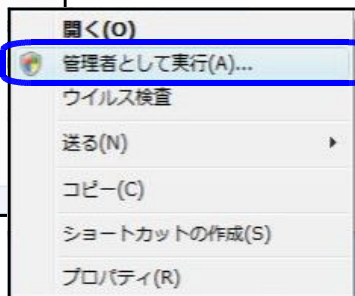 開く(O)
管理者として実行(A)...
ウイルス検査
送る(N)
コピー(C)
ショートカットの作成(S)
プロパティ(R)